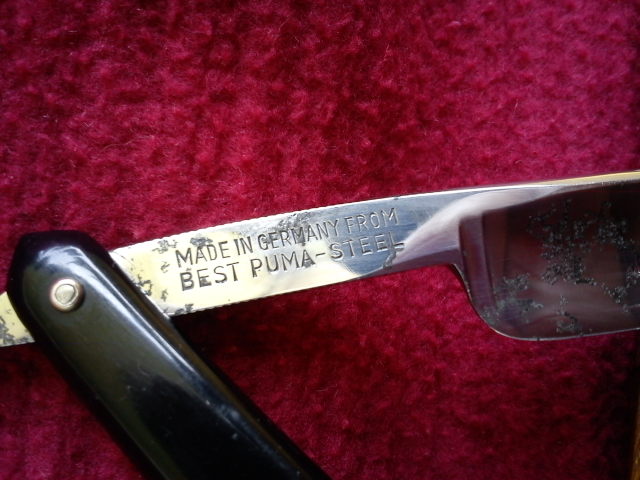 MADE IN GERMANY FROM
BEST PUMA-STEEL